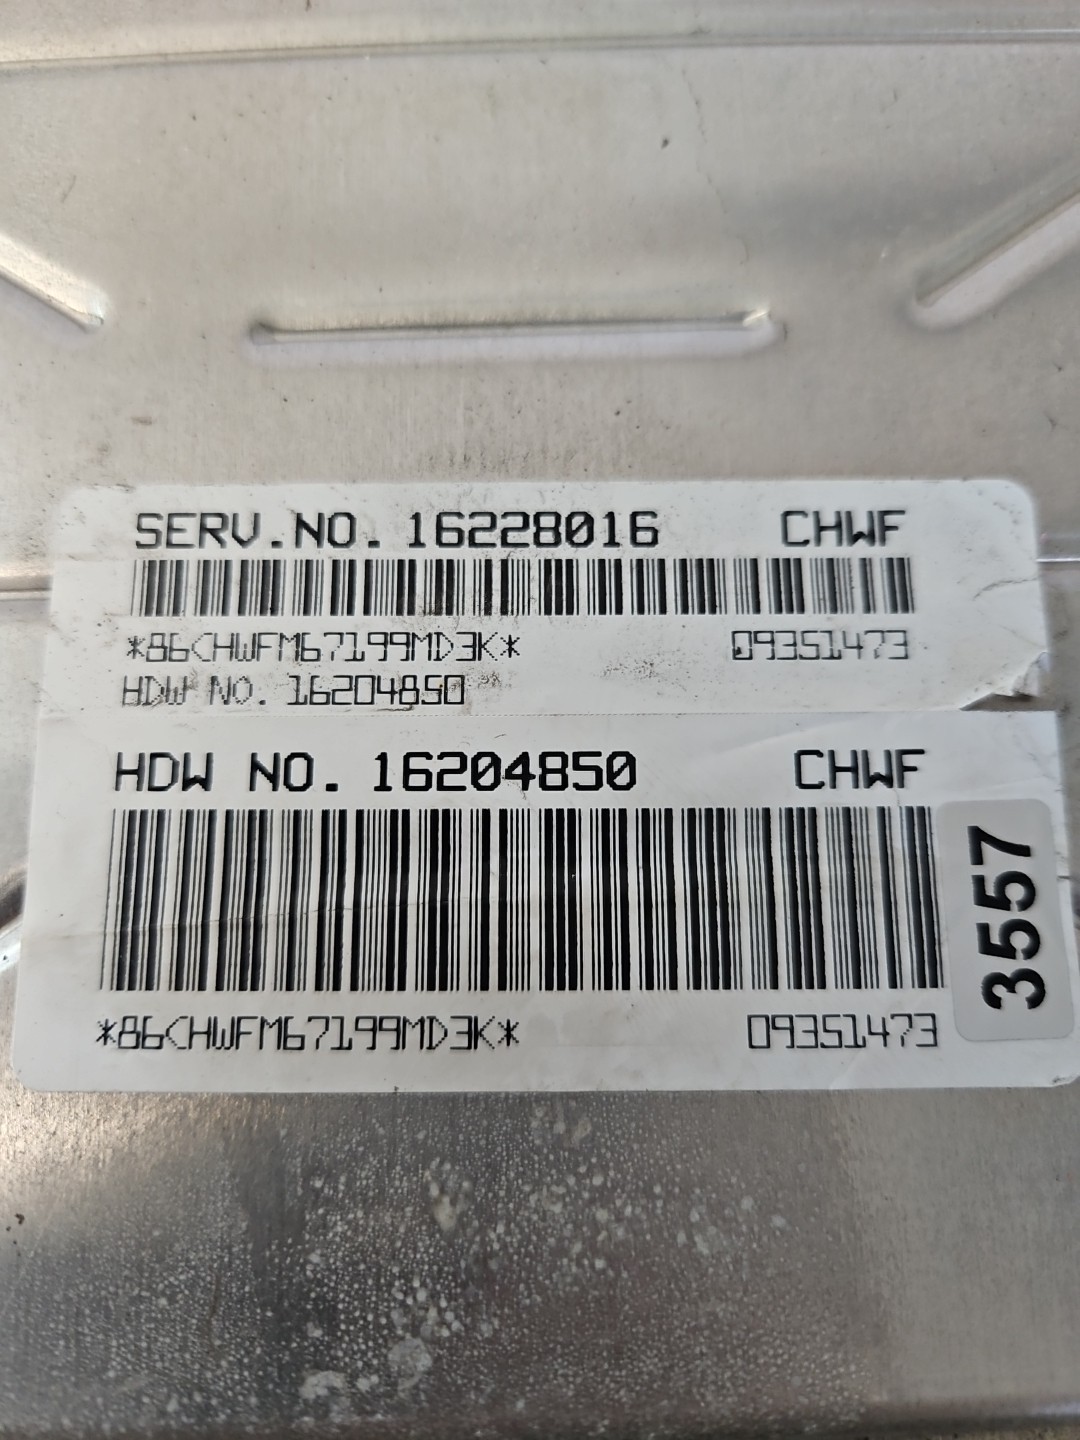 SERV.NO. 16228016 CHWF
*86CHWFM67199MD3K* 09351473
HDW NO. 16204850
HDW NO. 16204850 CHWF
*86CHWFM67199MD3K* 09351473
3557